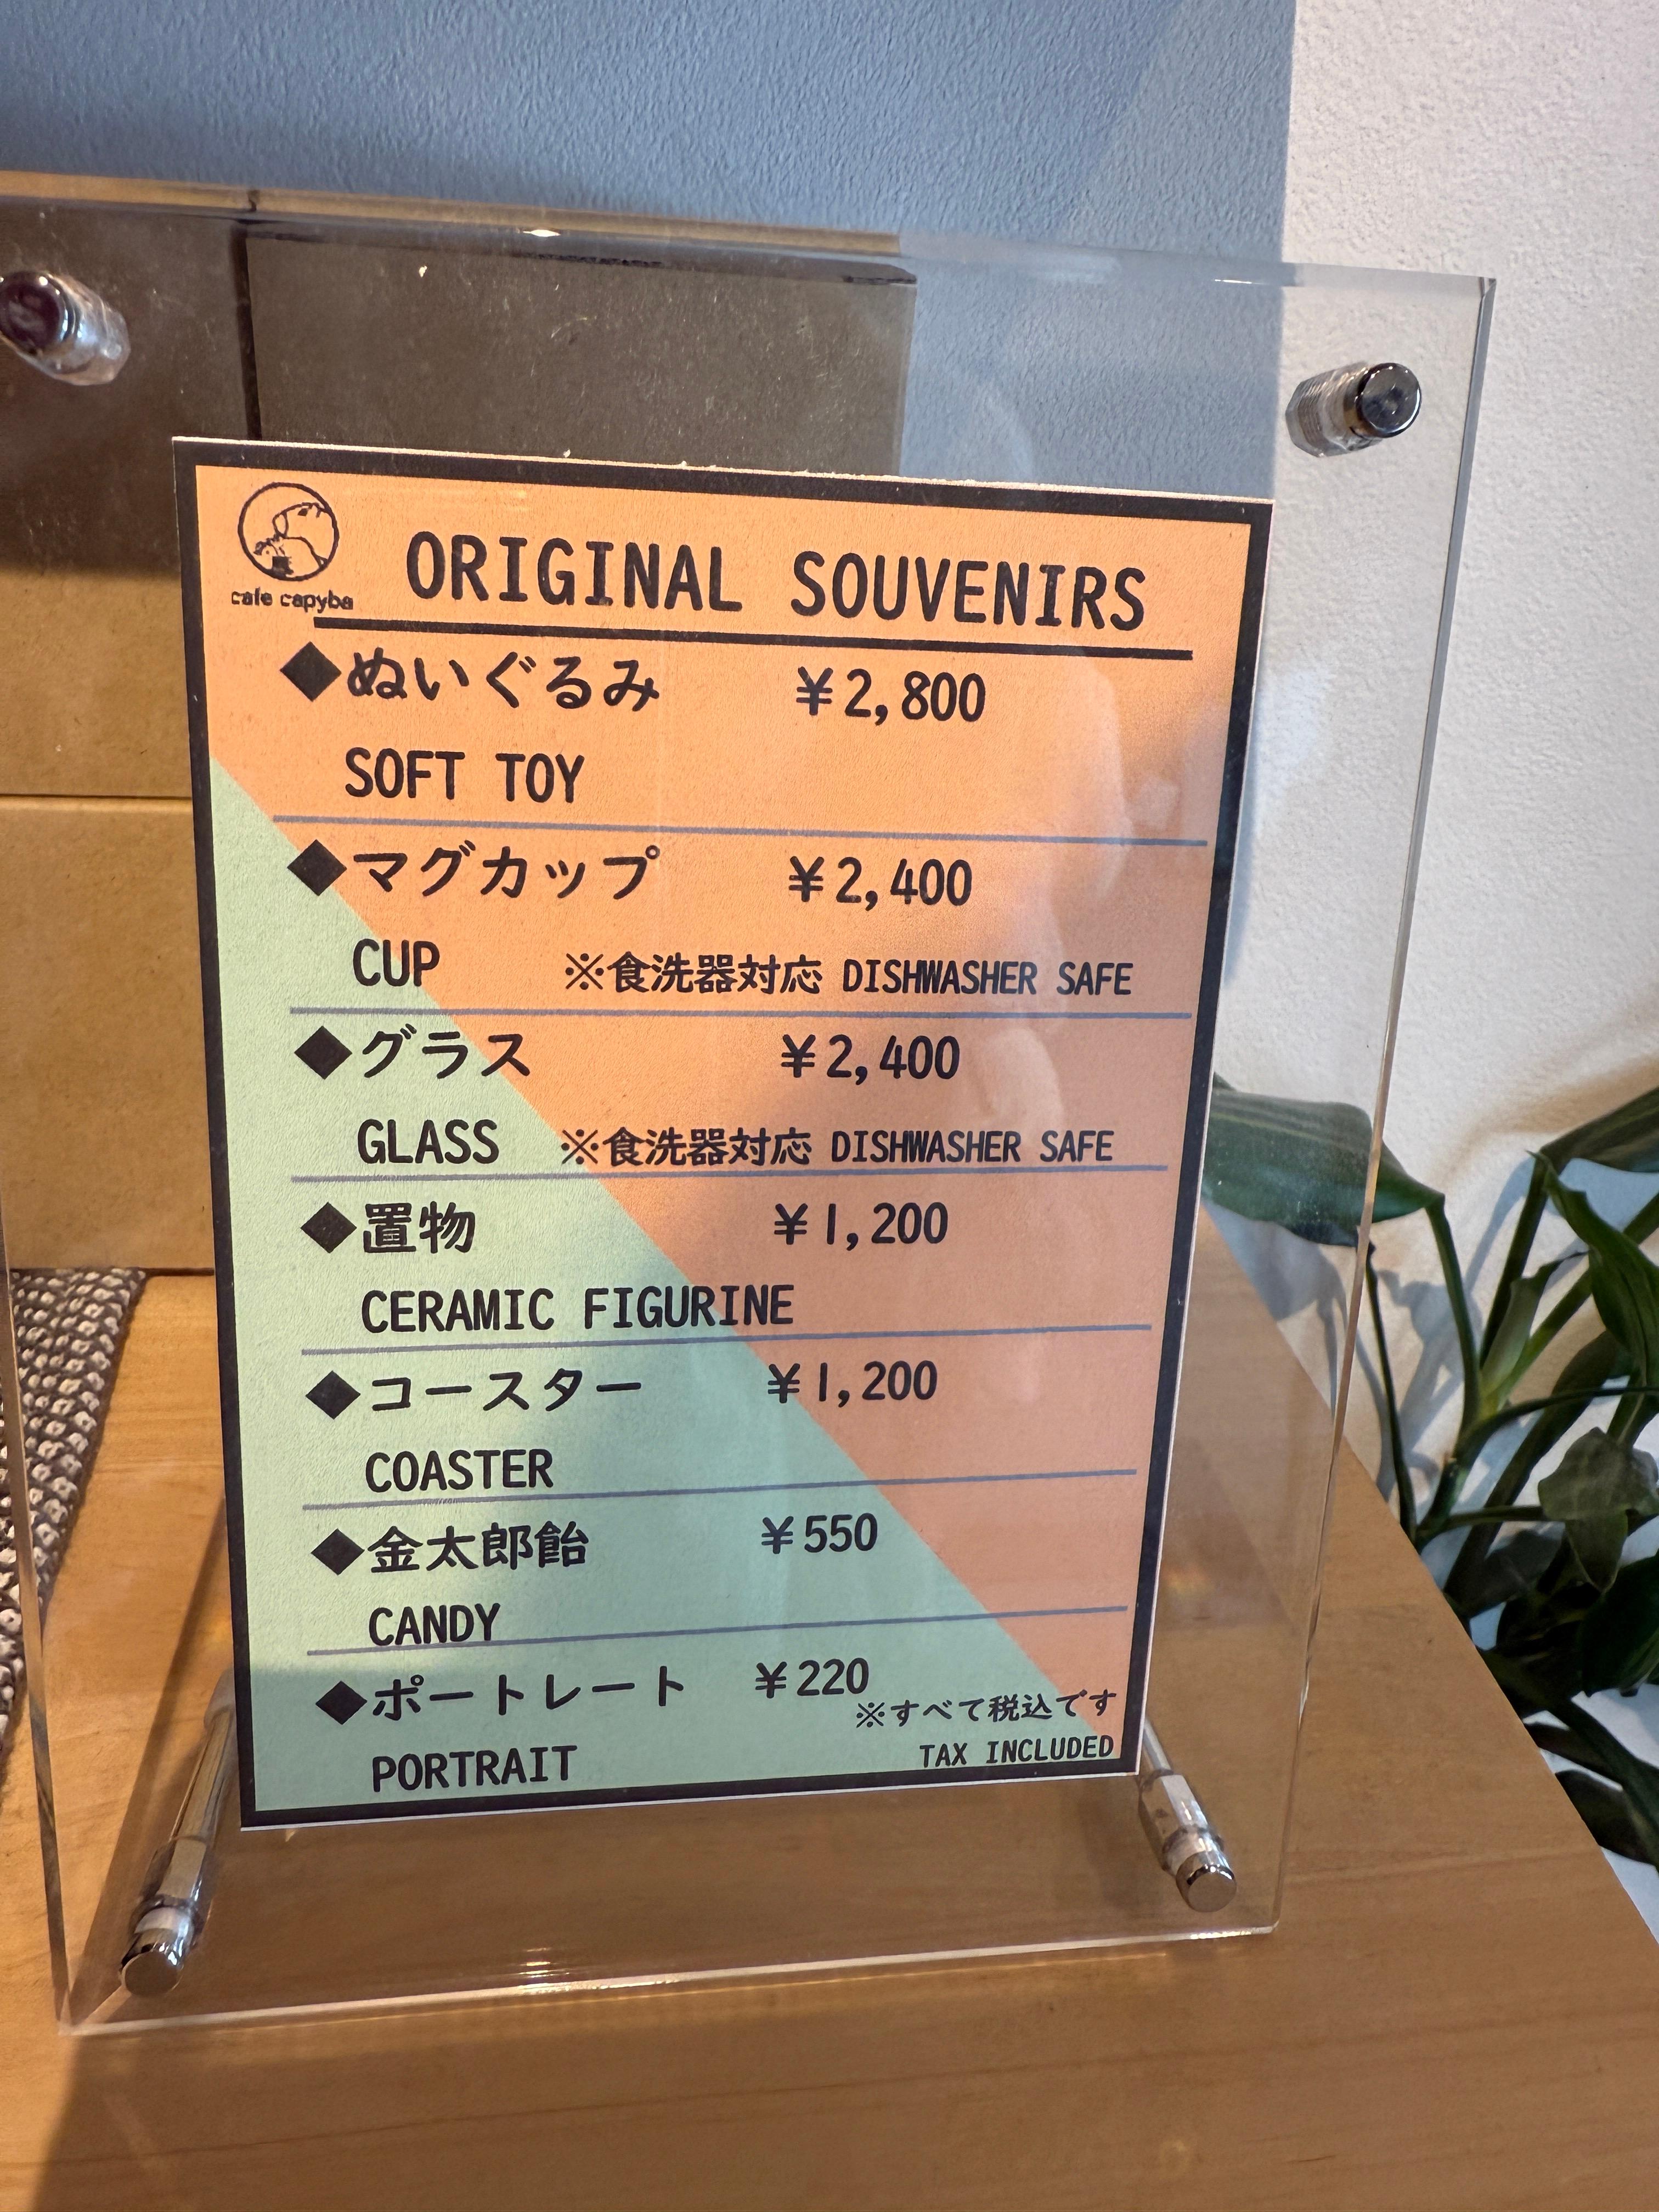 cafe capyba
ORIGINAL SOUVENIRS
◆ぬいぐるみ ￥2,800
SOFT TOY
◆マグカップ ￥2,400
CUP ※食洗器対応 DISHWASHER SAFE
◆グラス ￥2,400
GLASS ※食洗器対応 DISHWASHER SAFE
◆置物 ￥1,200
CERAMIC FIGURINE
◆コースター ￥1,200
COASTER
◆金太郎飴 ￥550
CANDY
◆ポートレート ￥220
※すべて税込です
PORTRAIT TAX INCLUDED